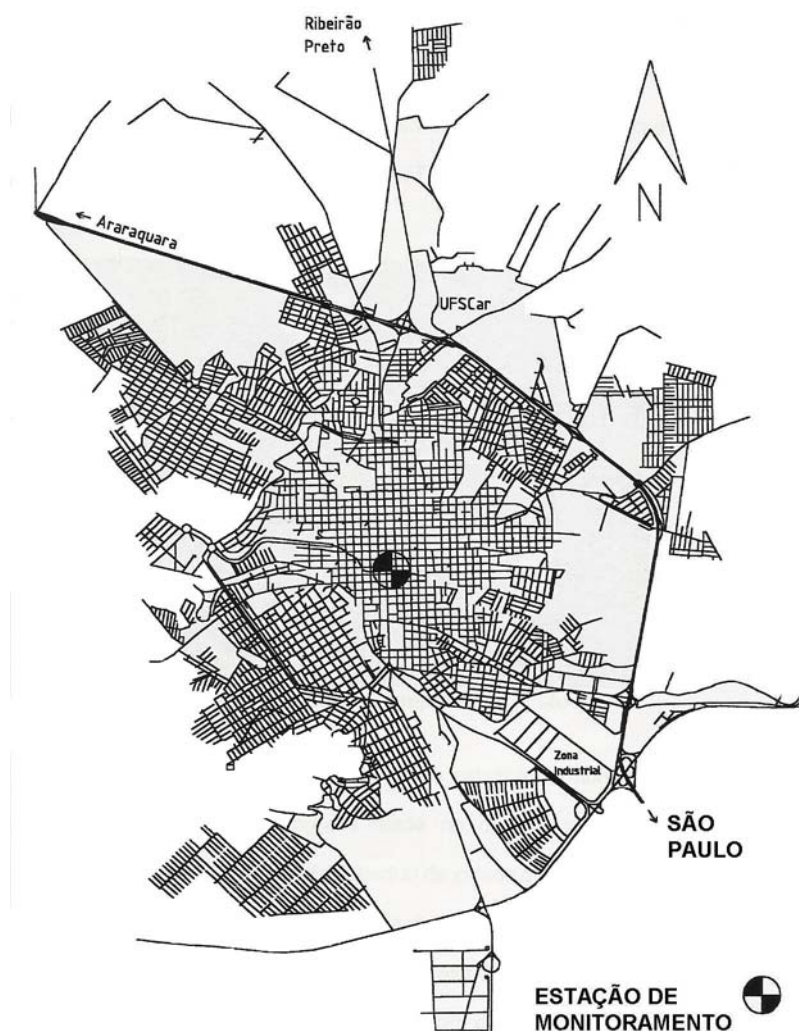 Ribeirão
Preto
N
← Araraquara
UFSCar
Zona
Industrial
SÃO
PAULO
ESTAÇÃO DE
MONITORAMENTO